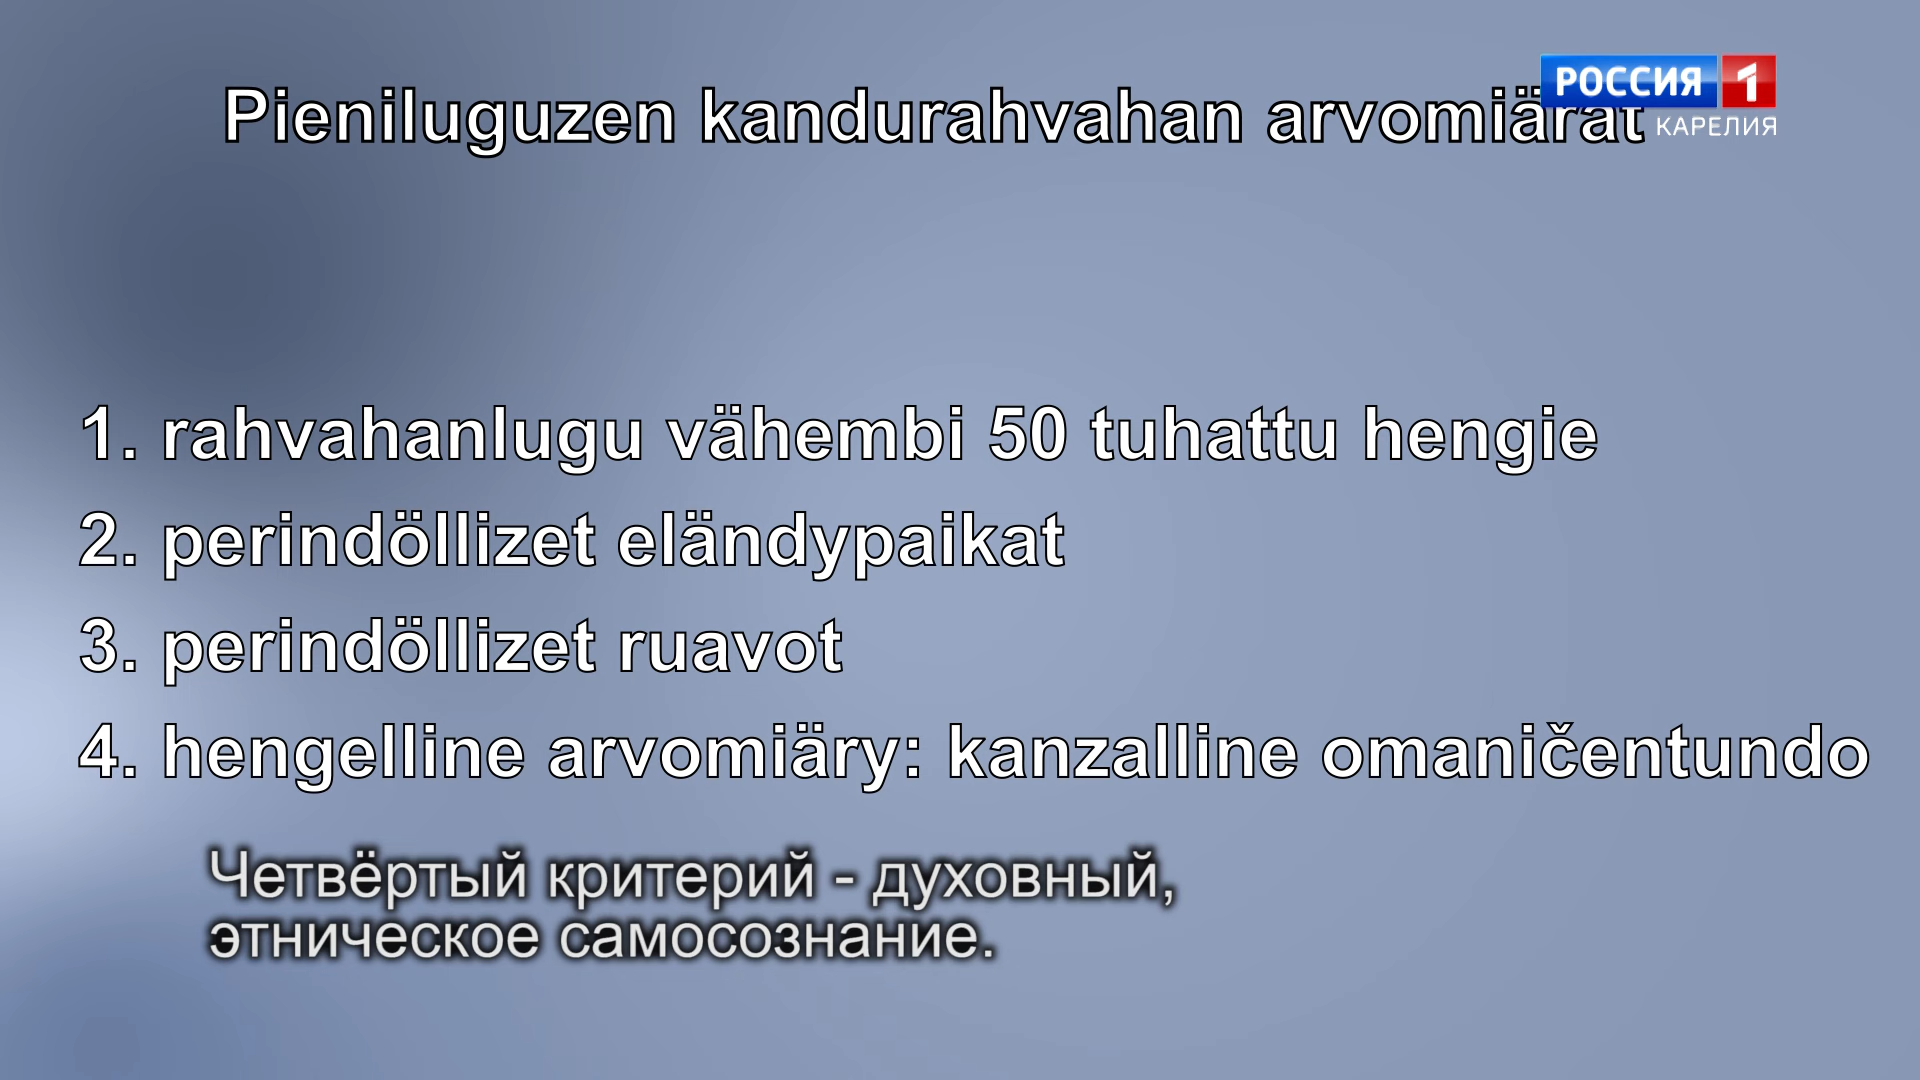 РОССИЯ 1
Pieniluguzen kandurahvahan arvomiärat
КАРЕЛИЯ
1. rahvahanlugu vähembi 50 tuhattu hengie
2. perindöllizet eländypaikat
3. perindöllizet ruavot
4. hengelline arvomiäry: kanzalline omaničentundo
Четвёртый критерий - духовный,
этническое самосознание.